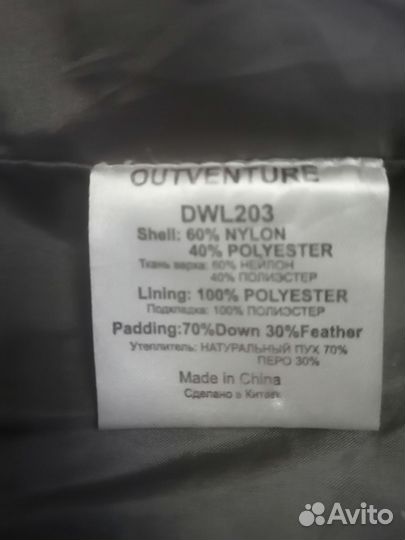 OUTVENTURE
DWL203
Shell: 60% NYLON
40% POLYESTER
Ткань верха: 60% НЕЙЛОН
40% ПОЛИЭСТЕР
Lining: 100% POLYESTER
Подкладка: 100% ПОЛИЭСТЕР
Padding:70%Down 30%Feather
Утеплитель: НАТУРАЛЬНЫЙ ПУХ 70%
ПЕРО 30%
Made in China
Сделано в Китае
Avito